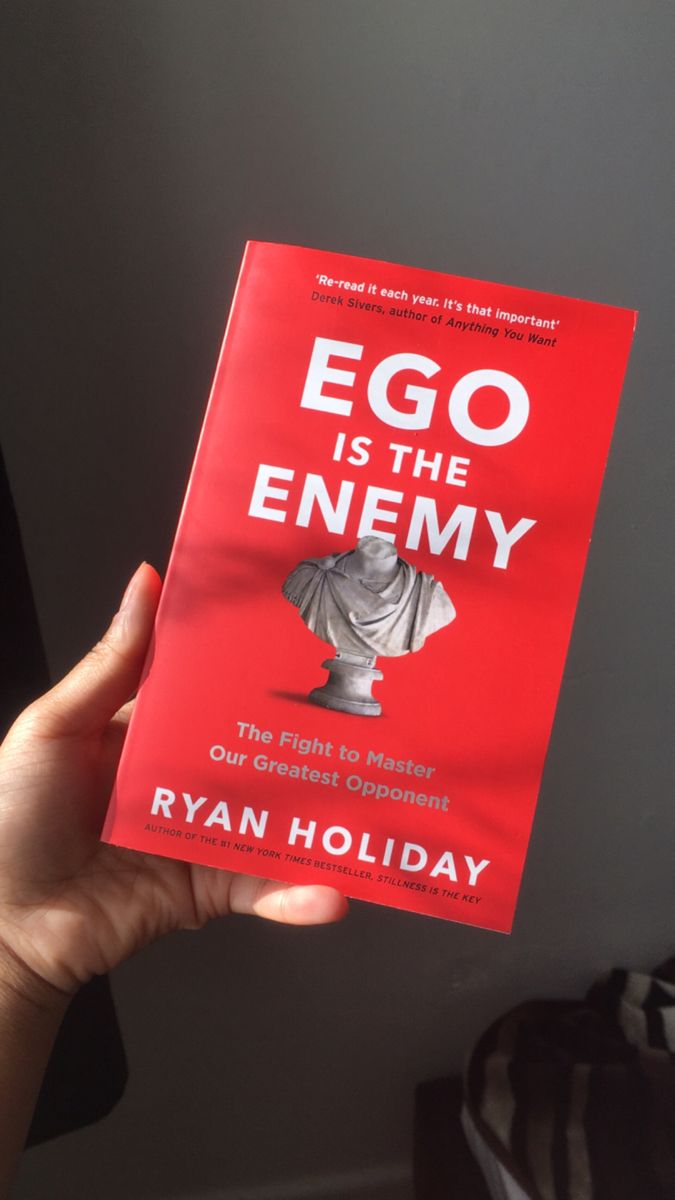 ‘Re-read it each year. It’s that important’
Derek Sivers, author of Anything You Want
EGO
IS THE
ENEMY
The Fight to Master
Our Greatest Opponent
RYAN HOLIDAY
AUTHOR OF THE #1 NEW YORK TIMES BESTSELLER, STILLNESS IS THE KEY